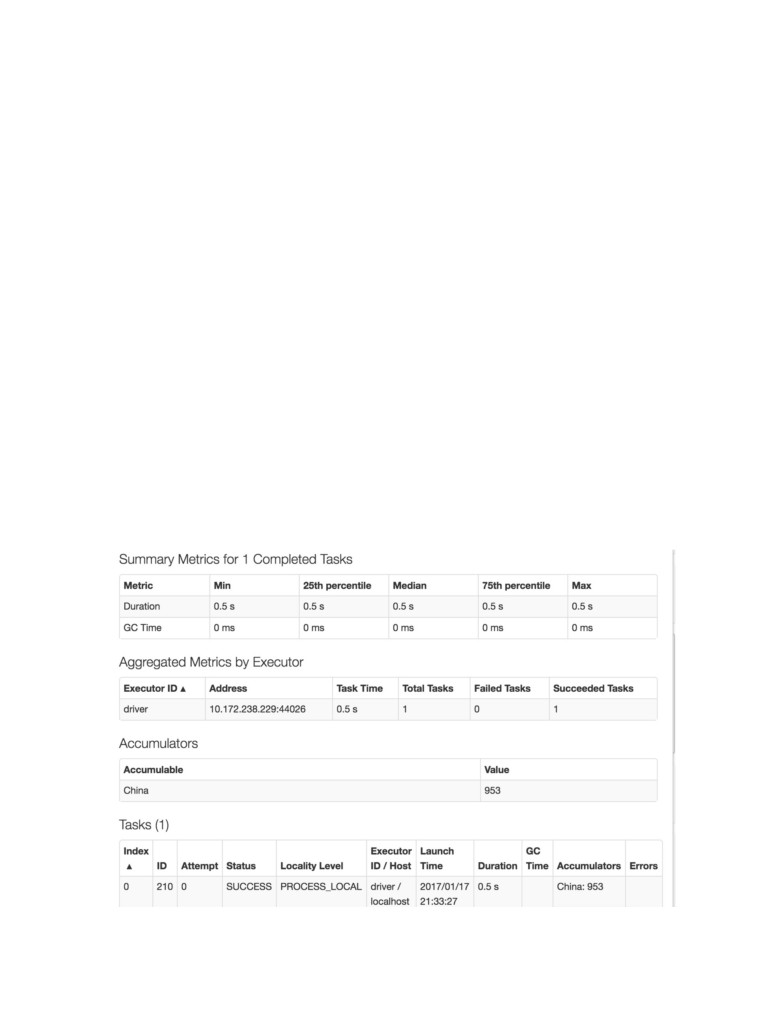 Summary Metrics for 1 Completed Tasks
Metric Min 25th percentile Median 75th percentile Max
Duration 0.5 s 0.5 s 0.5 s 0.5 s 0.5 s
GC Time 0 ms 0 ms 0 ms 0 ms 0 ms
Aggregated Metrics by Executor
Executor ID ▲ Address Task Time Total Tasks Failed Tasks Succeeded Tasks
driver 10.172.238.229:44026 0.5 s 1 0 1
Accumulators
Accumulable Value
China 953
Tasks (1)
Index Executor Launch GC
▲ ID Attempt Status Locality Level ID / Host Time Duration Time Accumulators Errors
0 210 0 SUCCESS PROCESS_LOCAL driver / 2017/01/17 0.5 s China: 953
localhost 21:33:27